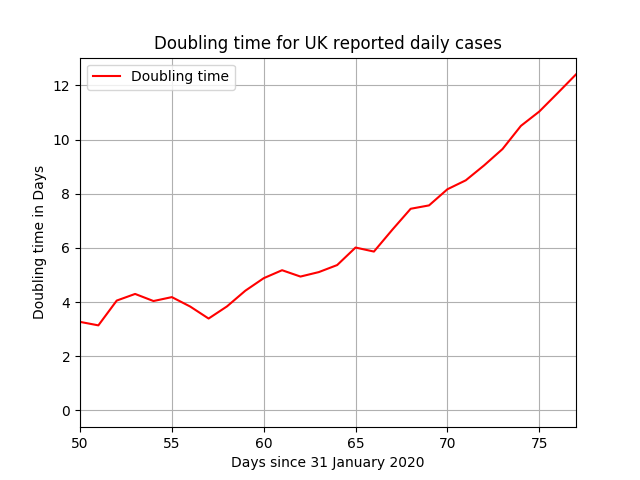 Doubling time for UK reported daily cases
Doubling time
Doubling time in Days
12
10
8
6
4
2
0
50 55 60 65 70 75
Days since 31 January 2020